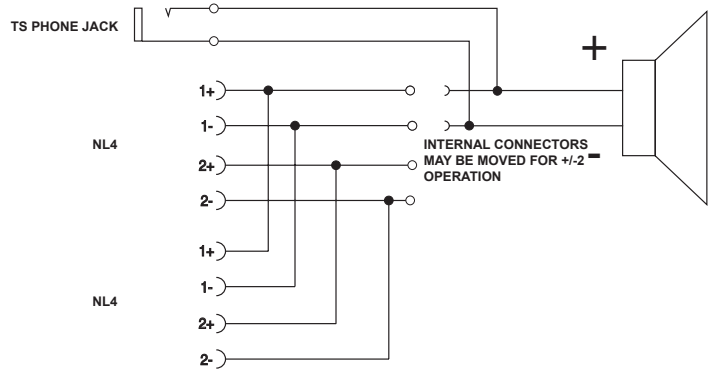 TS PHONE JACK
+
1+
1-
NL4
2+
2-
INTERNAL CONNECTORS
MAY BE MOVED FOR +/-2
OPERATION
-
1+
1-
NL4
2+
2-